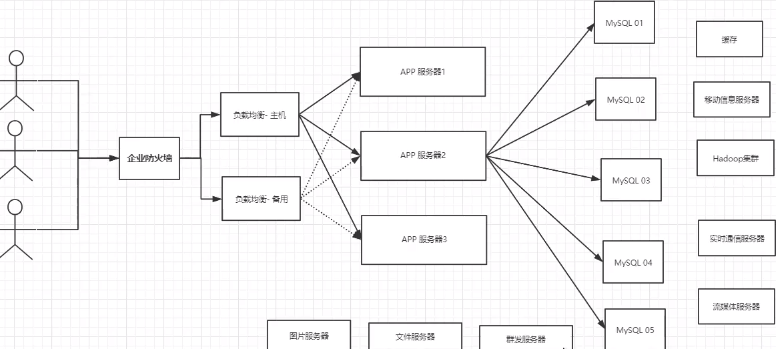 MySQL 01
缓存
APP 服务器1
负载均衡- 主机
MySQL 02
移动信息服务器
企业防火墙
APP 服务器2
MySQL 03
Hadoop集群
负载均衡- 备用
APP 服务器3
MySQL 04
实时通信服务器
流媒体服务器
图片服务器
文件服务器
群发服务器
MySQL 05